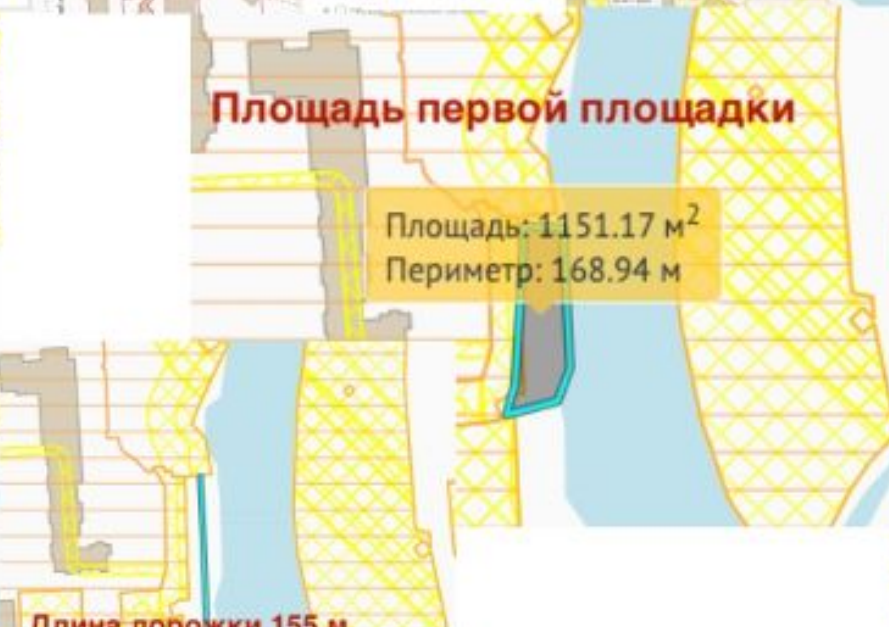 Площадь первой площадки
Площадь: 1151.17 м²
Периметр: 168.94 м
Длина дорожки 155 м